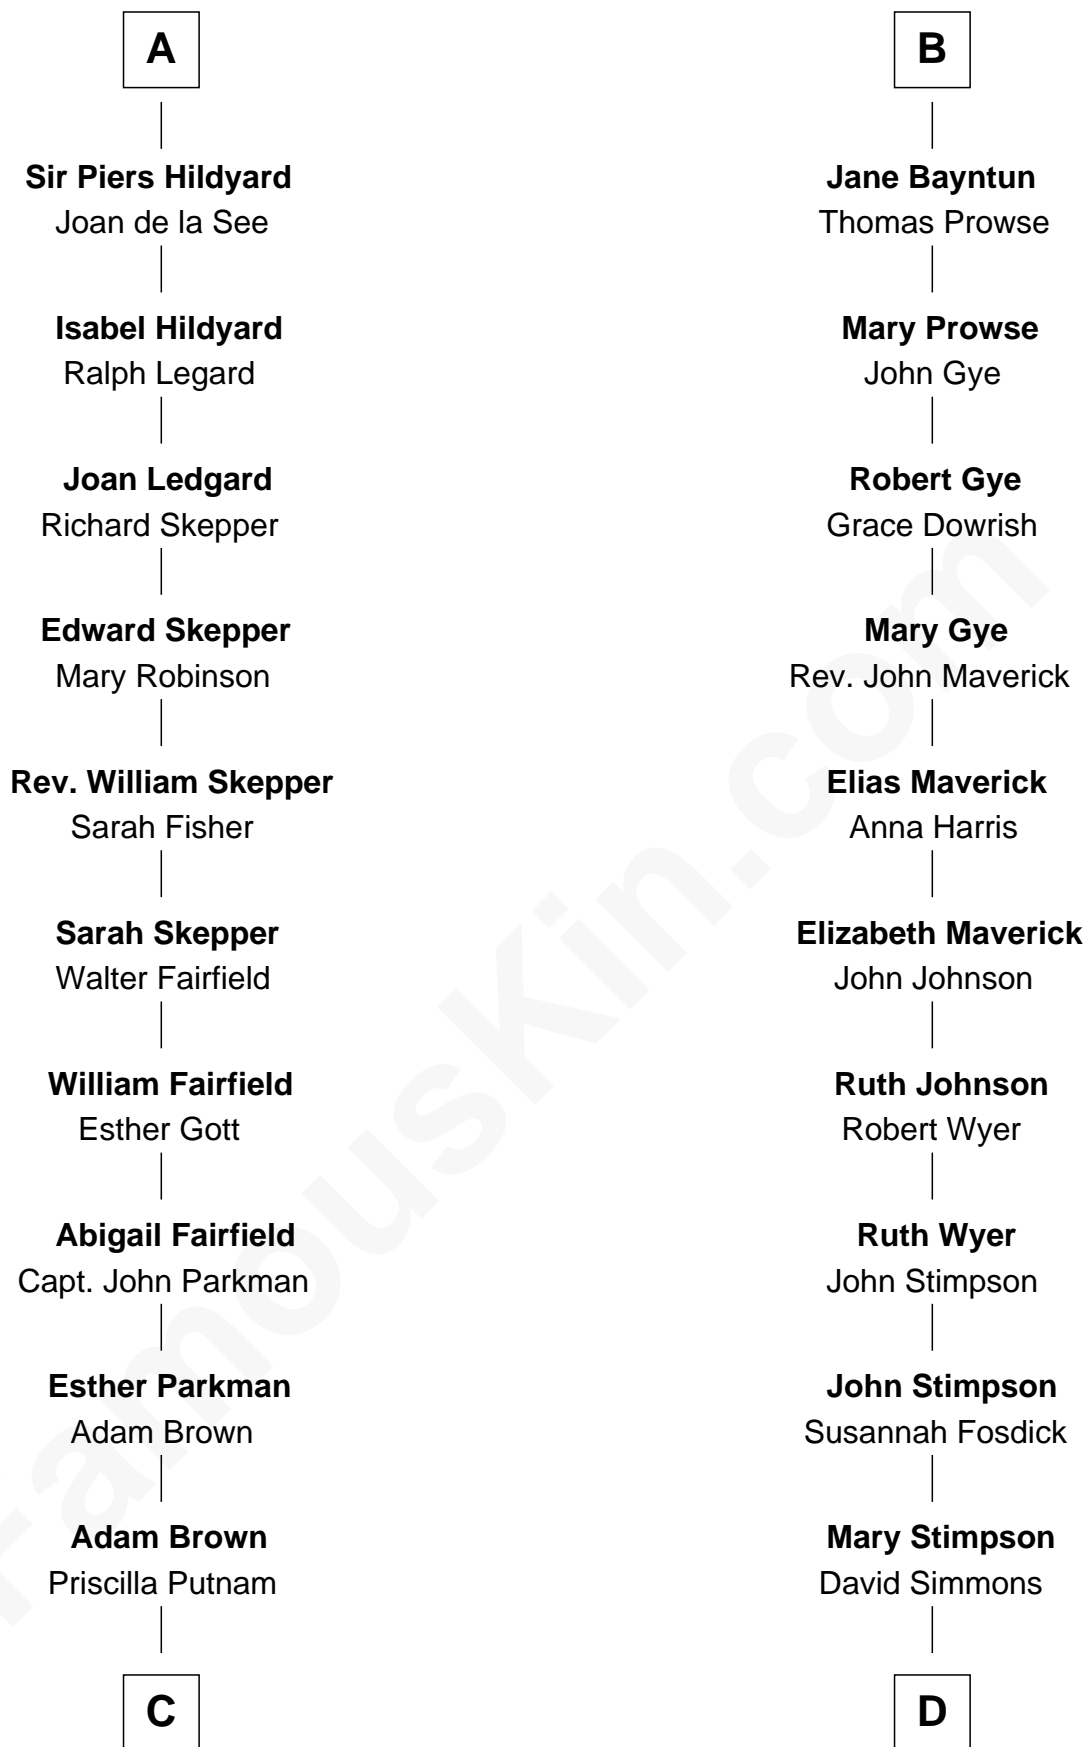 A
Sir Piers Hildyard
Joan de la See
Isabel Hildyard
Ralph Legard
Joan Ledgard
Richard Skepper
Edward Skepper
Mary Robinson
Rev. William Skepper
Sarah Fisher
Sarah Skepper
Walter Fairfield
William Fairfield
Esther Gott
Abigail Fairfield
Capt. John Parkman
Esther Parkman
Adam Brown
Adam Brown
Priscilla Putnam
C
B
Jane Bayntun
Thomas Prowse
Mary Prowse
John Gye
Robert Gye
Grace Dowrish
Mary Gye
Rev. John Maverick
Elias Maverick
Anna Harris
Elizabeth Maverick
John Johnson
Ruth Johnson
Robert Wyer
Ruth Wyer
John Stimpson
John Stimpson
Susannah Fosdick
Mary Stimpson
David Simmons
D
FamousKin.com